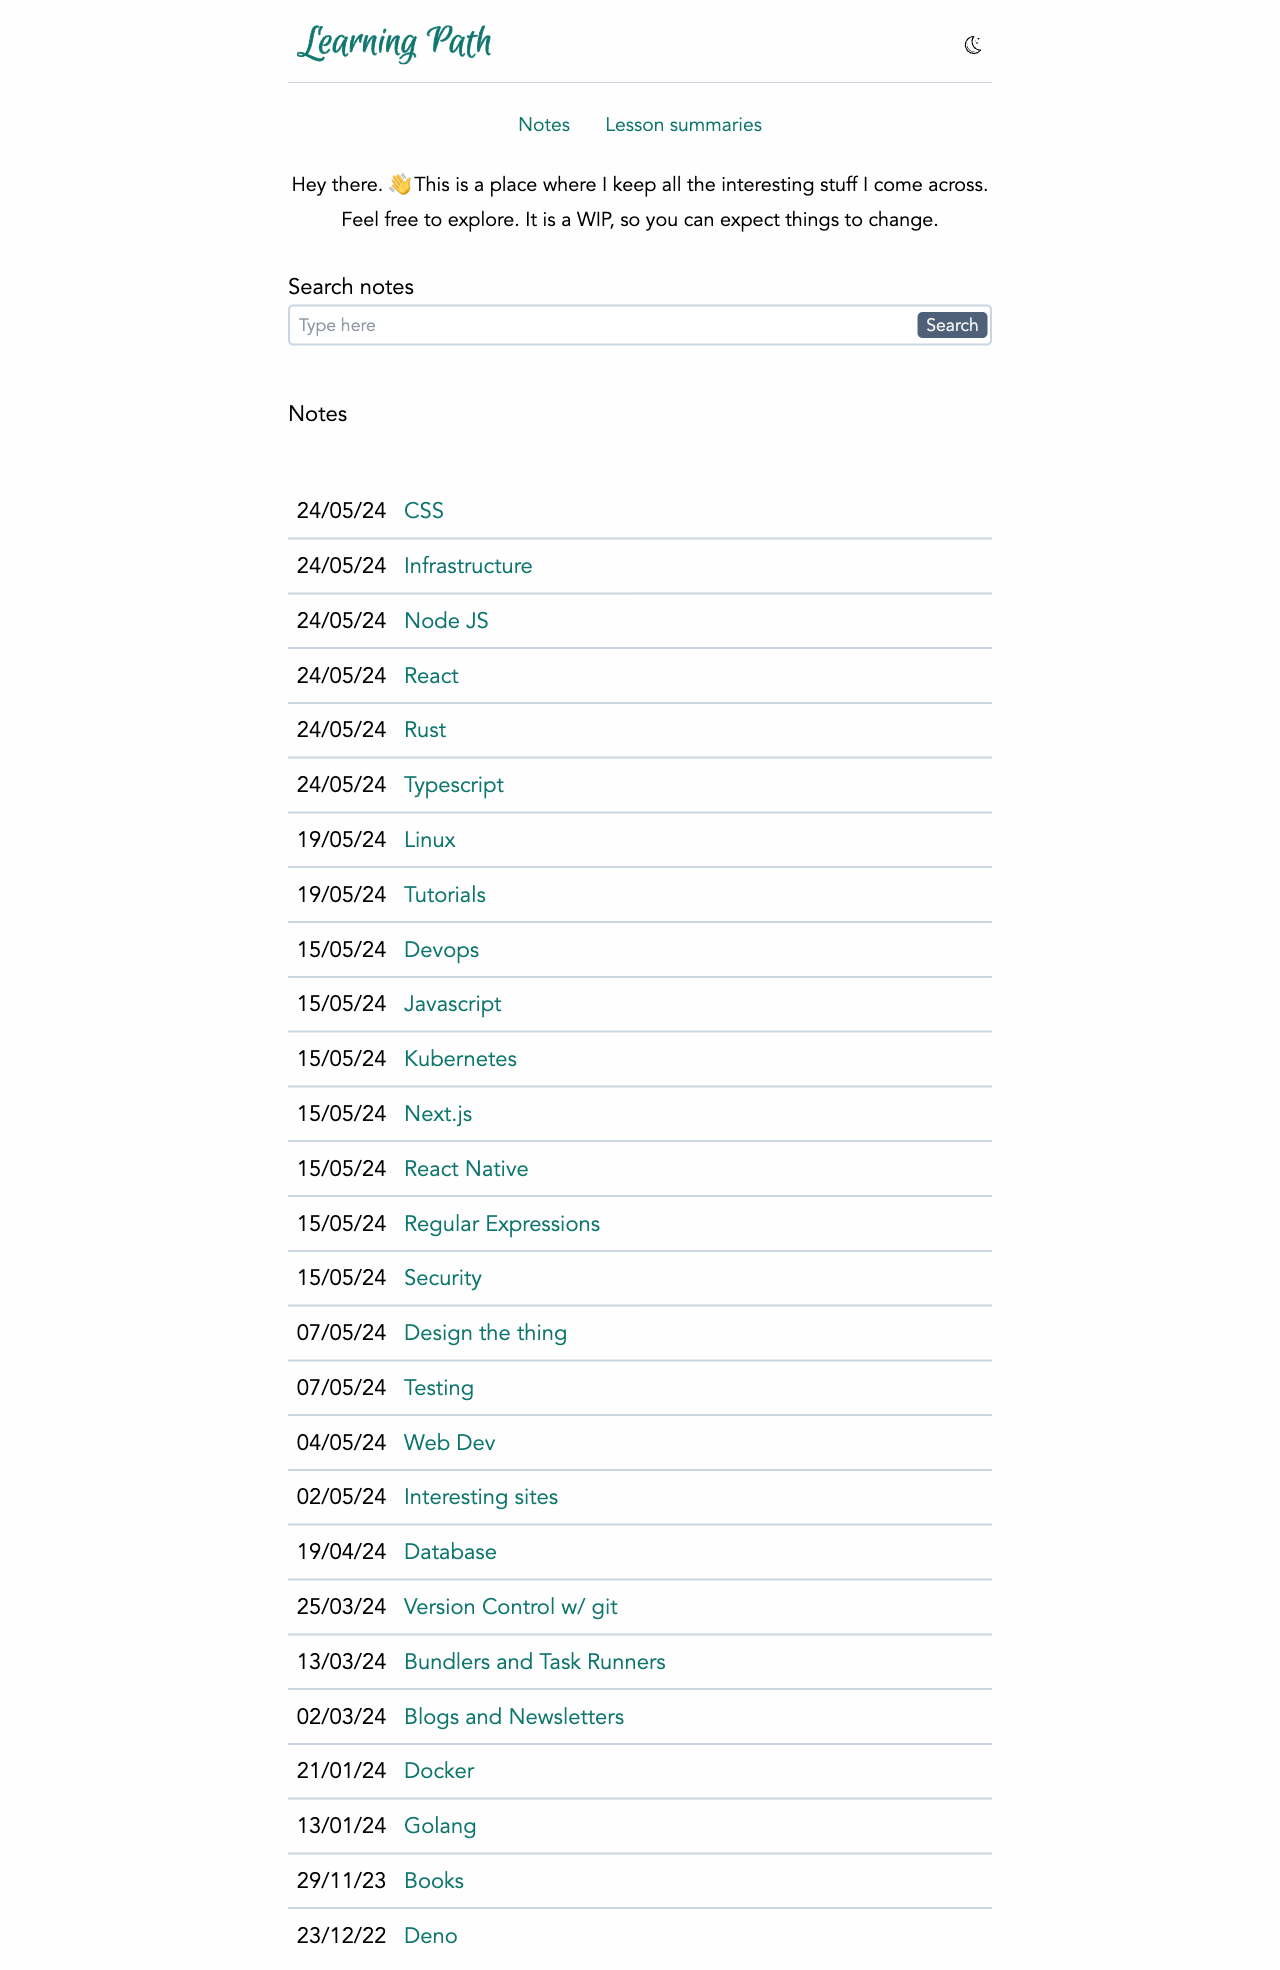 Learning Path
Notes Lesson summaries
Hey there. 👋This is a place where I keep all the interesting stuff I come across.
Feel free to explore. It is a WIP, so you can expect things to change.
Search notes
Type here Search
Notes
24/05/24 CSS
24/05/24 Infrastructure
24/05/24 Node JS
24/05/24 React
24/05/24 Rust
24/05/24 Typescript
19/05/24 Linux
19/05/24 Tutorials
15/05/24 Devops
15/05/24 Javascript
15/05/24 Kubernetes
15/05/24 Next.js
15/05/24 React Native
15/05/24 Regular Expressions
15/05/24 Security
07/05/24 Design the thing
07/05/24 Testing
04/05/24 Web Dev
02/05/24 Interesting sites
19/04/24 Database
25/03/24 Version Control w/ git
13/03/24 Bundlers and Task Runners
02/03/24 Blogs and Newsletters
21/01/24 Docker
13/01/24 Golang
29/11/23 Books
23/12/22 Deno